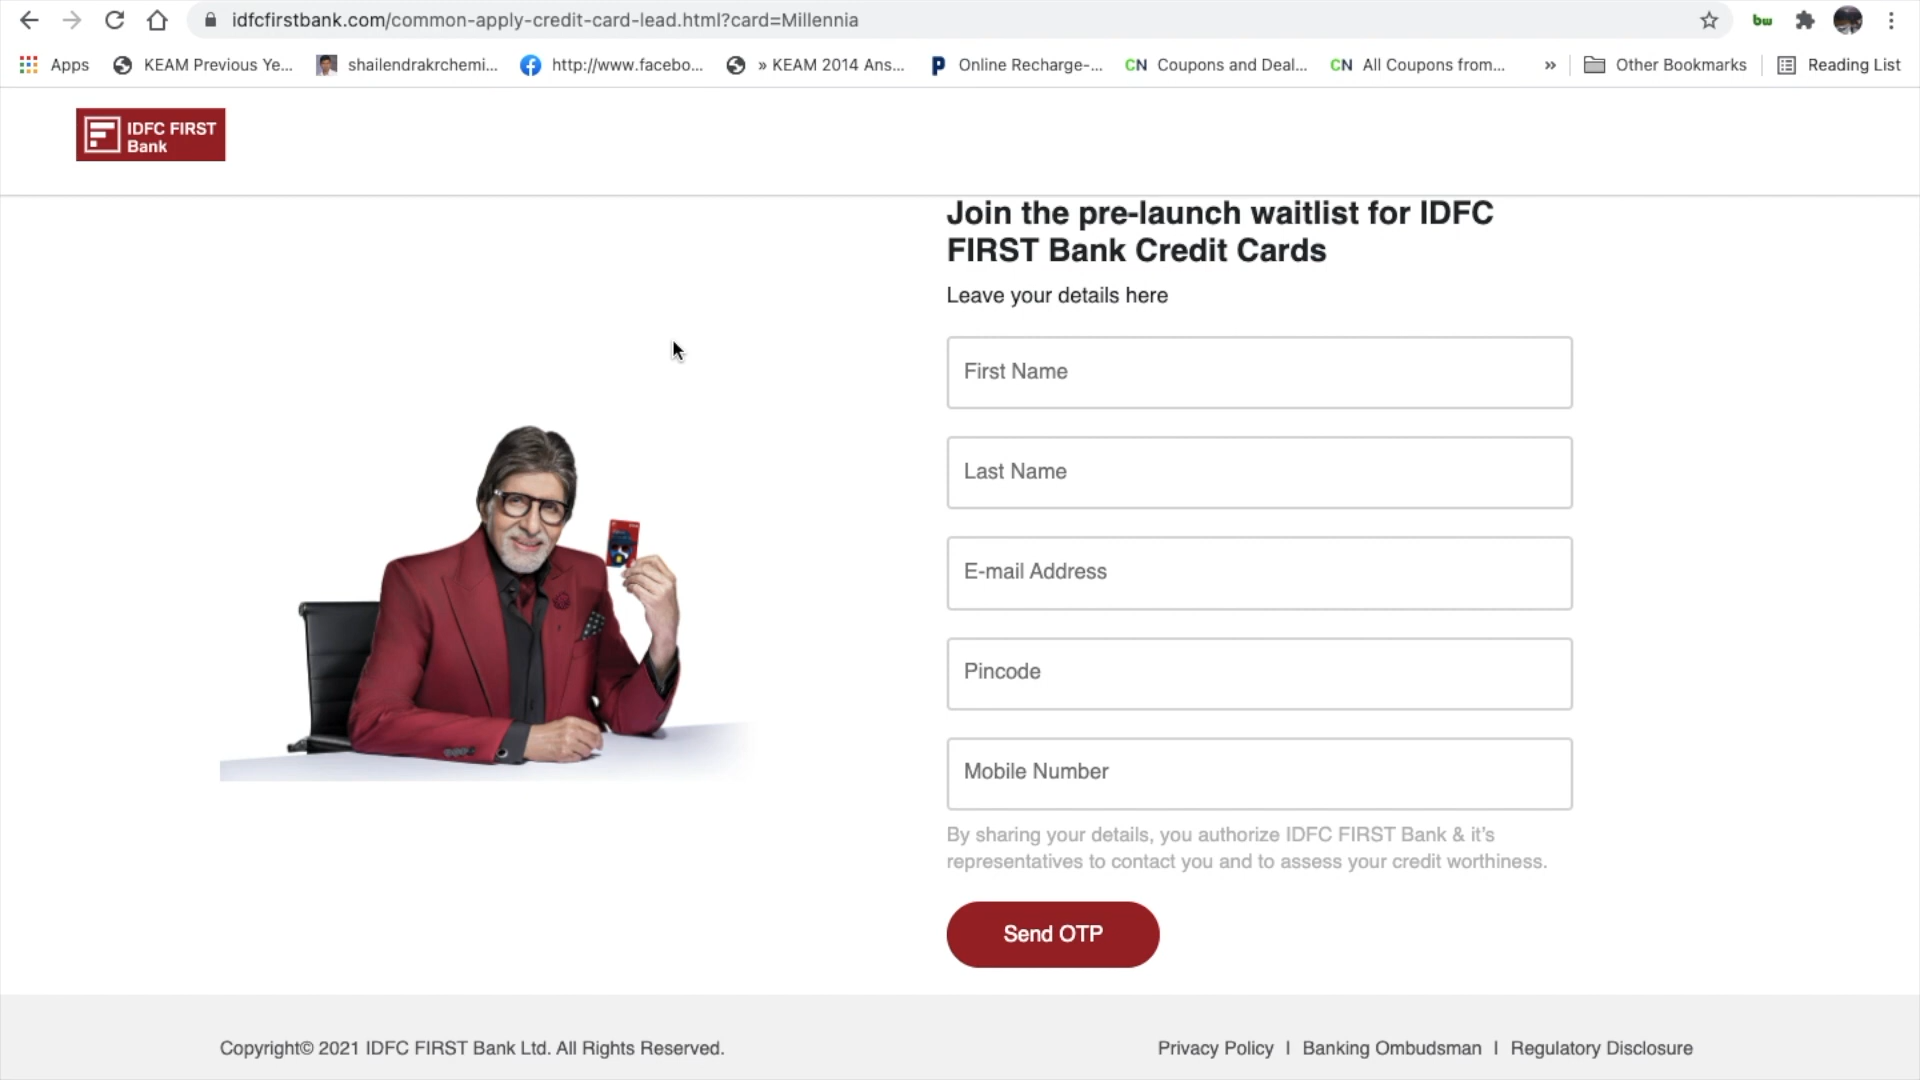 idfcfirstbank.com/common-apply-credit-card-lead.html?card=Millennia
bw
Apps
KEAM Previous Ye...
shailendrakrchemi...
http://www.facebo...
» KEAM 2014 Ans...
Online Recharge-...
CN Coupons and Deal...
CN All Coupons from...
»
Other Bookmarks
Reading List
IDFC FIRST
Bank
Join the pre-launch waitlist for IDFC
FIRST Bank Credit Cards
Leave your details here
First Name
Last Name
E-mail Address
Pincode
Mobile Number
By sharing your details, you authorize IDFC FIRST Bank & it's
representatives to contact you and to assess your credit worthiness.
Send OTP
Copyright© 2021 IDFC FIRST Bank Ltd. All Rights Reserved.
Privacy Policy | Banking Ombudsman | Regulatory Disclosure